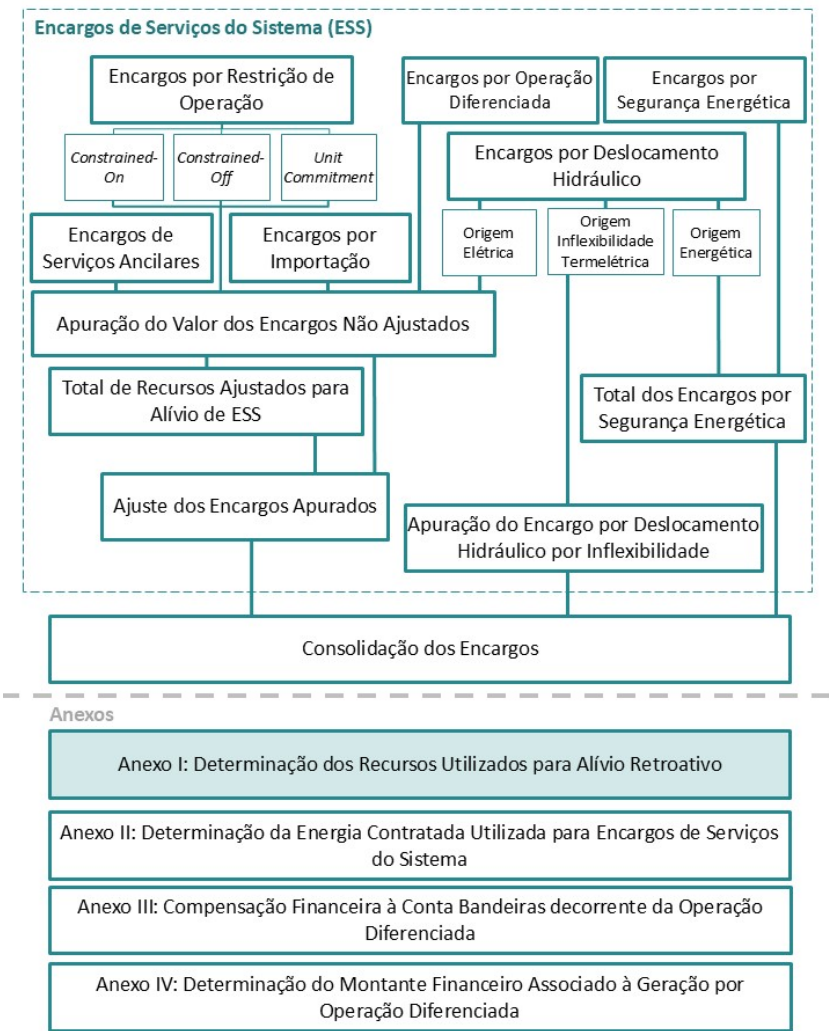 Encargos de Serviços do Sistema (ESS)
Encargos por Restrição de
Operação
Constrained-
On
Constrained-
Off
Unit
Commitment
Encargos por Operação
Diferenciada
Encargos por
Segurança Energética
Encargos por Deslocamento
Hidráulico
Origem
Elétrica
Origem
Inflexibilidade
Termelétrica
Origem
Energética
Encargos de
Serviços Ancilares
Encargos por
Importação
Apuração do Valor dos Encargos Não Ajustados
Total de Recursos Ajustados para
Alívio de ESS
Total dos Encargos por
Segurança Energética
Ajuste dos Encargos Apurados
Apuração do Encargo por Deslocamento
Hidráulico por Inflexibilidade
Consolidação dos Encargos
Anexos
Anexo I: Determinação dos Recursos Utilizados para Alívio Retroativo
Anexo II: Determinação da Energia Contratada Utilizada para Encargos de Serviços
do Sistema
Anexo III: Compensação Financeira à Conta Bandeiras decorrente da Operação
Diferenciada
Anexo IV: Determinação do Montante Financeiro Associado à Geração por
Operação Diferenciada